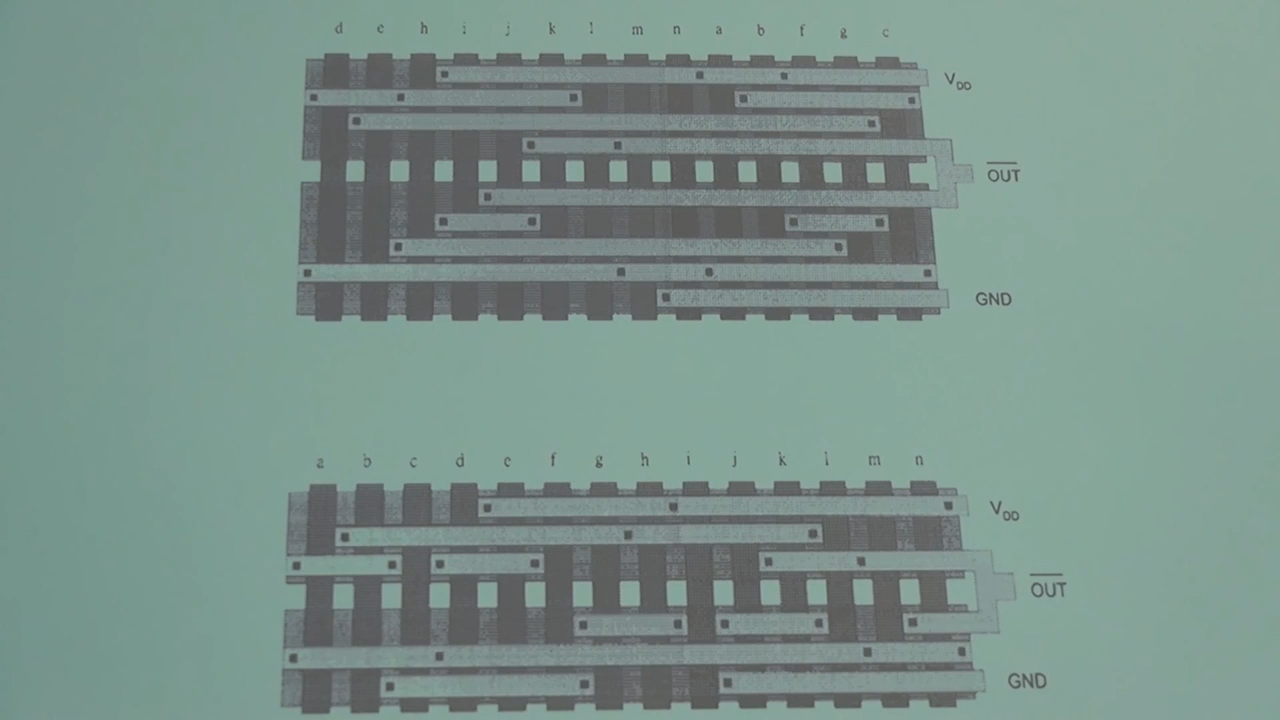 d e h i j k l m n a b f g c
VDD
OUT
GND
a b c d e f g h i j k l m n
VDD
OUT
GND